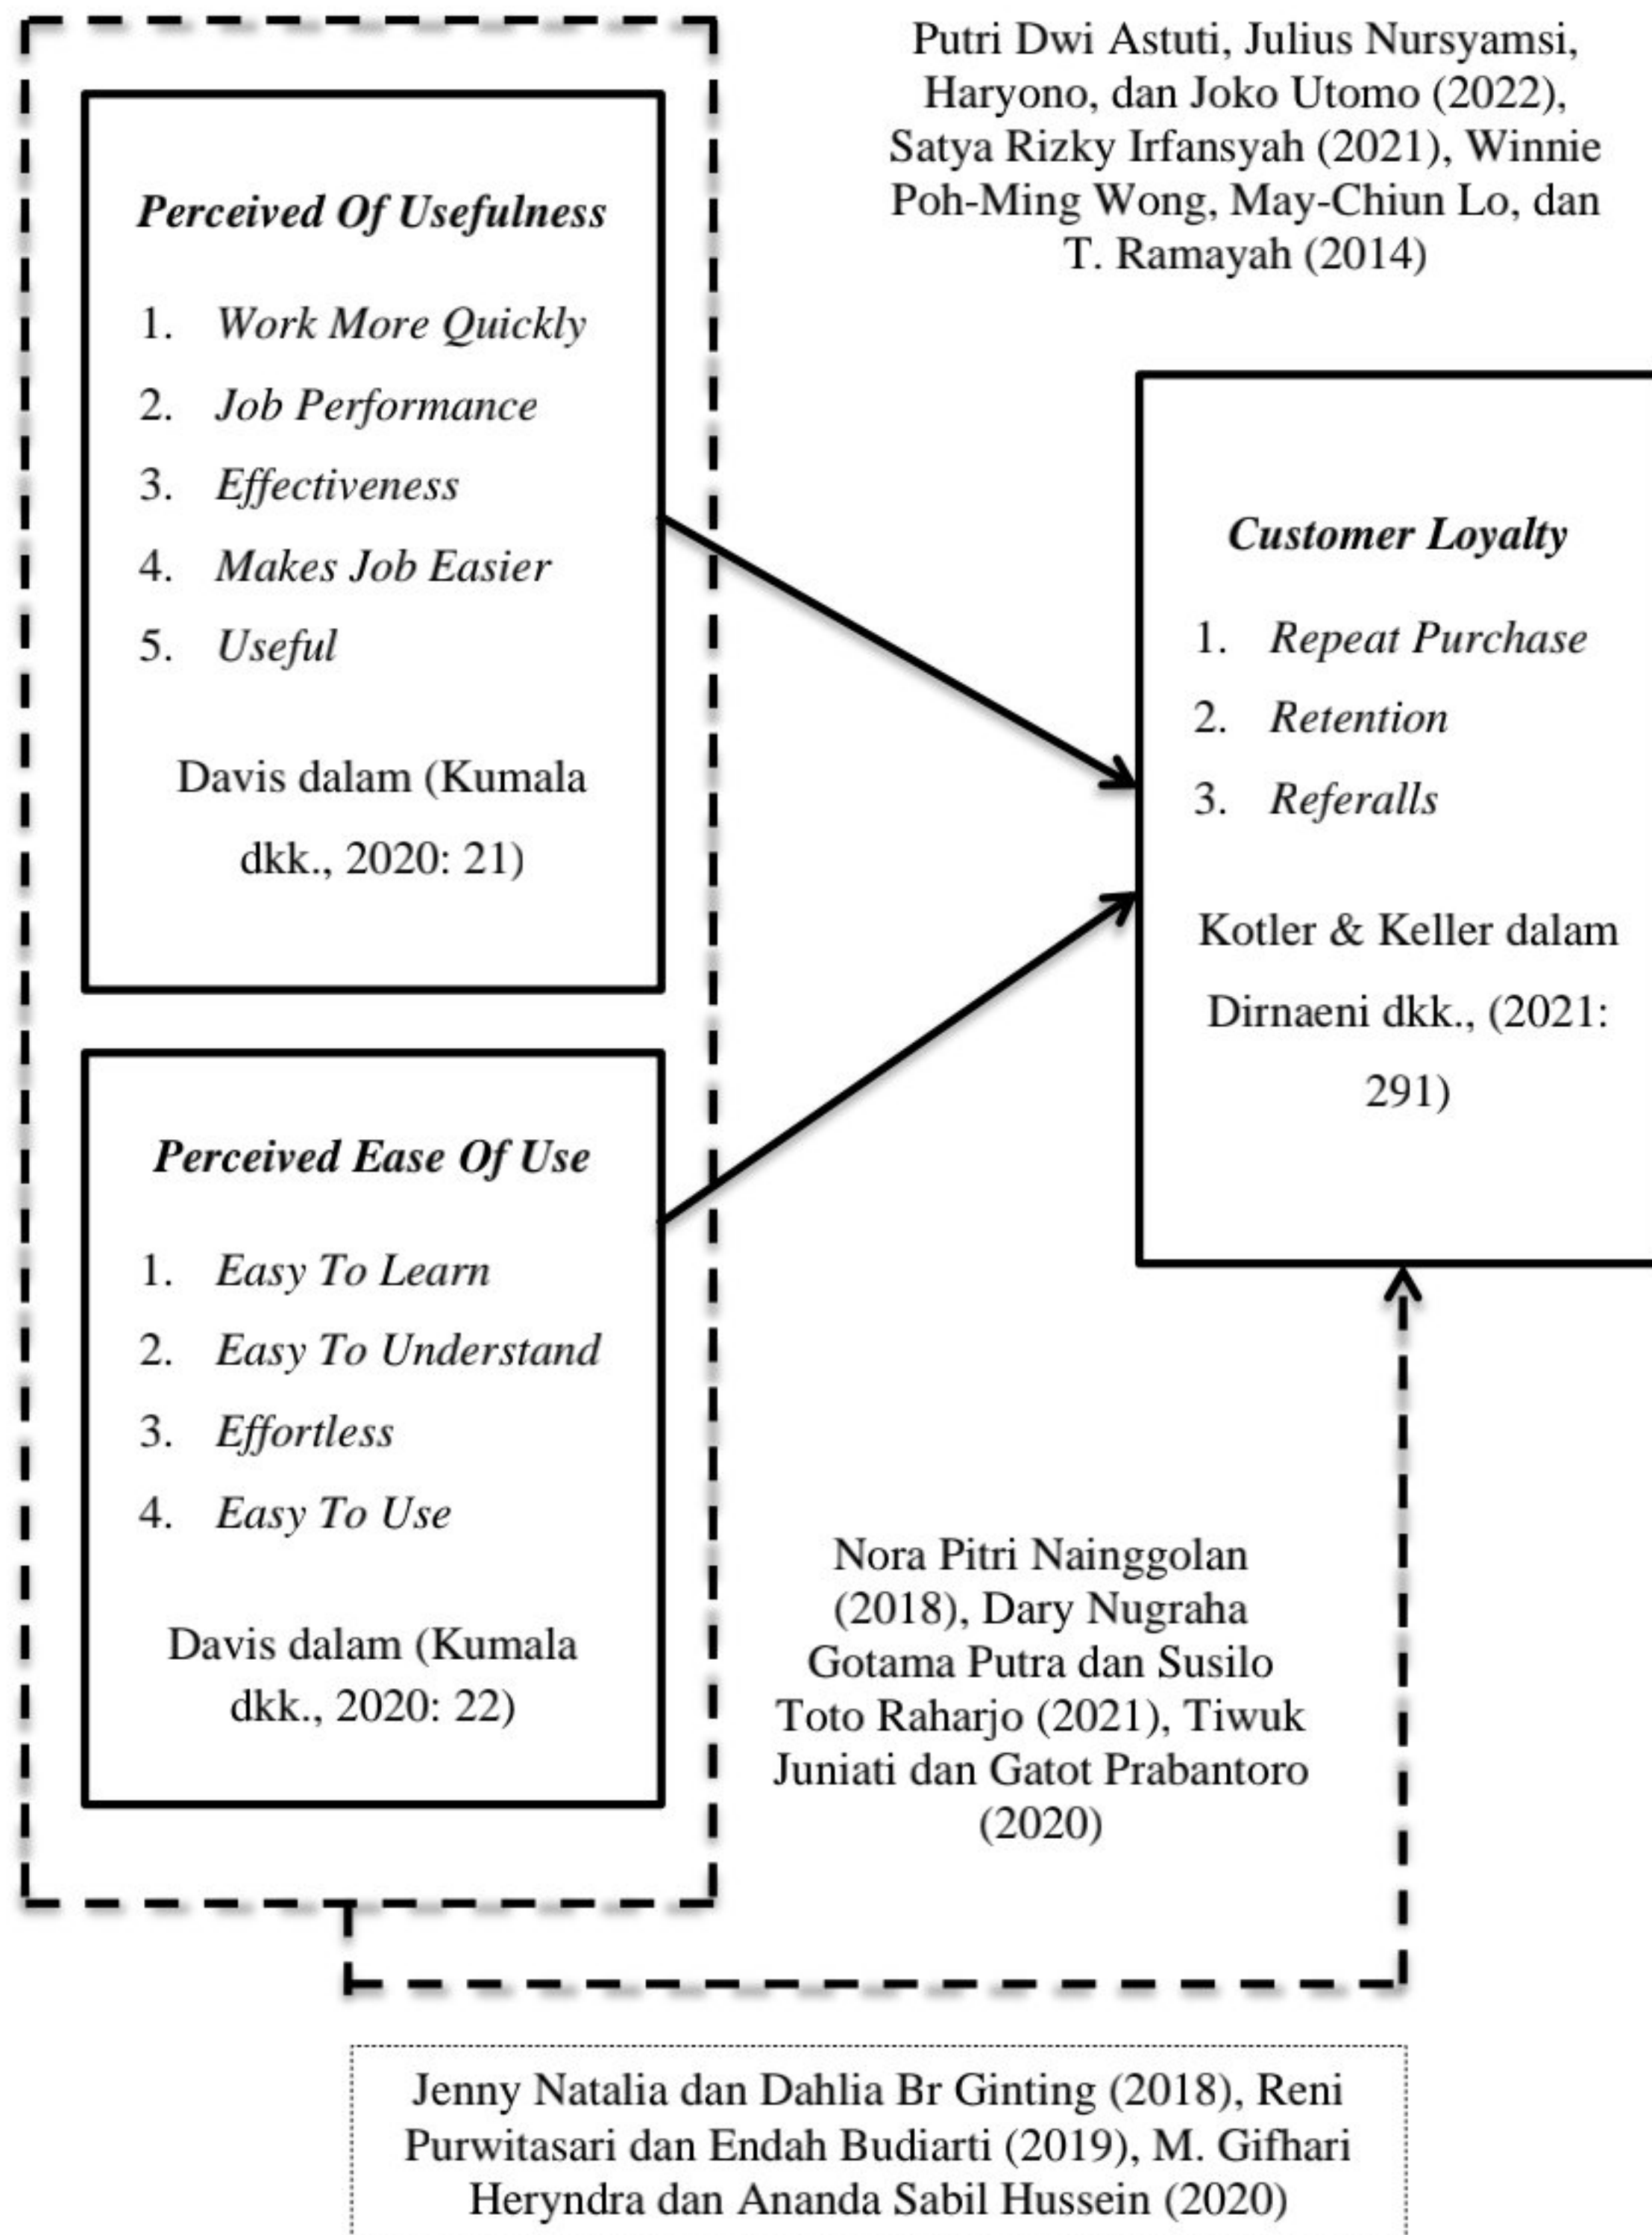 Putri Dwi Astuti, Julius Nursyamsi,
Haryono, dan Joko Utomo (2022),
Satya Rizky Irfansyah (2021), Winnie
Poh-Ming Wong, May-Chiun Lo, dan
T. Ramayah (2014)
Perceived Of Usefulness
1. Work More Quickly
2. Job Performance
3. Effectiveness
4. Makes Job Easier
5. Useful
Davis dalam (Kumala
dkk., 2020: 21)
Customer Loyalty
1. Repeat Purchase
2. Retention
3. Referalls
Kotler & Keller dalam
Dirnaeni dkk., (2021:
291)
Perceived Ease Of Use
1. Easy To Learn
2. Easy To Understand
3. Effortless
4. Easy To Use
Davis dalam (Kumala
dkk., 2020: 22)
Nora Pitri Nainggolan
(2018), Dary Nugraha
Gotama Putra dan Susilo
Toto Raharjo (2021), Tiwuk
Juniati dan Gatot Prabantoro
(2020)
Jenny Natalia dan Dahlia Br Ginting (2018), Reni
Purwitasari dan Endah Budiarti (2019), M. Gifhari
Heryndra dan Ananda Sabil Hussein (2020)